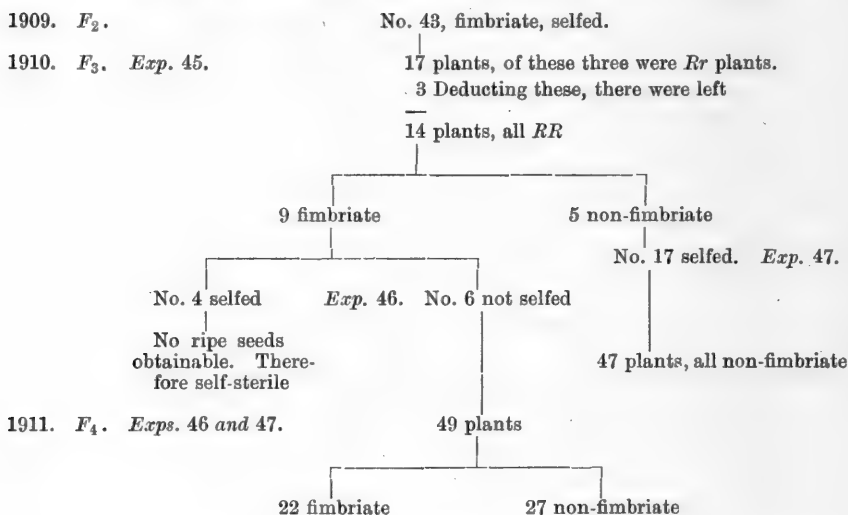 1909. F₂. No. 43, fimbriate, selfed.
1910. F₃. Exp. 45. 17 plants, of these three were Rr plants.
3 Deducting these, there were left
14 plants, all RR
9 fimbriate 5 non-fimbriate
No. 17 selfed. Exp. 47.
No. 4 selfed Exp. 46. No. 6 not selfed
No ripe seeds
obtainable. There-
fore self-sterile
47 plants, all non-fimbriate
1911. F₄. Exps. 46 and 47. 49 plants
22 fimbriate 27 non-fimbriate